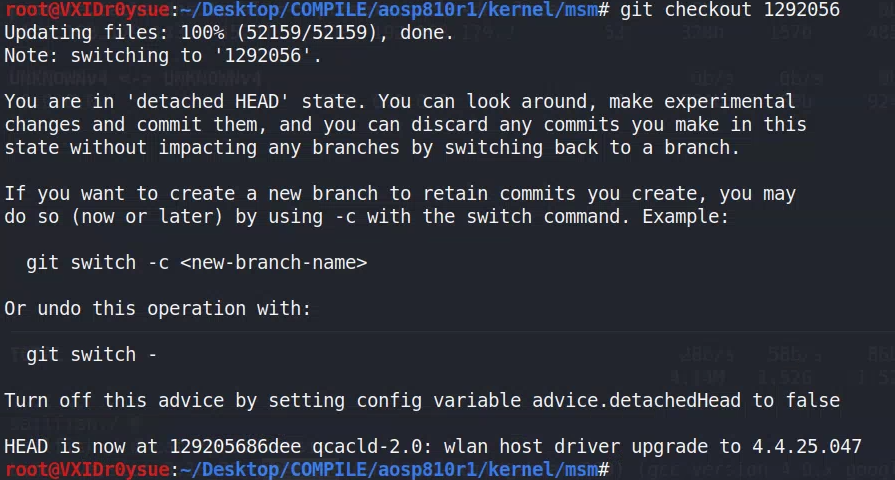 root@VXIDr0ysue:~/Desktop/COMPILE/aosp810r1/kernel/msm# git checkout 1292056
Updating files: 100% (52159/52159), done.
Note: switching to '1292056'.
You are in 'detached HEAD' state. You can look around, make experimental
changes and commit them, and you can discard any commits you make in this
state without impacting any branches by switching back to a branch.
If you want to create a new branch to retain commits you create, you may
do so (now or later) by using -c with the switch command. Example:
git switch -c <new-branch-name>
Or undo this operation with:
git switch -
Turn off this advice by setting config variable advice.detachedHead to false
HEAD is now at 129205686dee qcacld-2.0: wlan host driver upgrade to 4.4.25.047
root@VXIDr0ysue:~/Desktop/COMPILE/aosp810r1/kernel/msm#